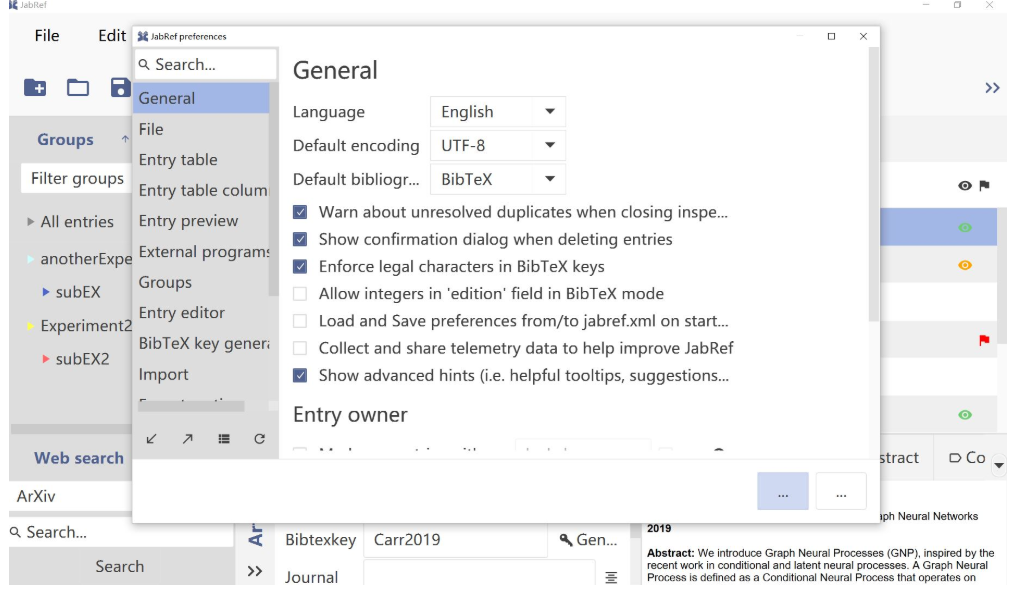 JabRef
File Edit
JabRef preferences
Search...
General
File
Entry table
Entry table colum
Entry preview
External programs
Groups
Entry editor
BibTeX key genera
Import
General
Language English
Default encoding UTF-8
Default bibliogr... BibTeX
Warn about unresolved duplicates when closing inspe...
Show confirmation dialog when deleting entries
Enforce legal characters in BibTeX keys
Allow integers in 'edition' field in BibTeX mode
Load and Save preferences from/to jabref.xml on start...
Collect and share telemetry data to help improve JabRef
Show advanced hints (i.e. helpful tooltips, suggestions...
Entry owner
...
...
Groups
Filter groups
All entries
anotherExpe
subEX
Experiment2
subEX2
Web search
ArXiv
Search...
Search
Bibtexkey Carr2019 Gen...
Journal
stract Co
aph Neural Networks
2019
Abstract: We introduce Graph Neural Processes (GNP), inspired by the
recent work in conditional and latent neural processes. A Graph Neural
Process is defined as a Conditional Neural Process that operates on